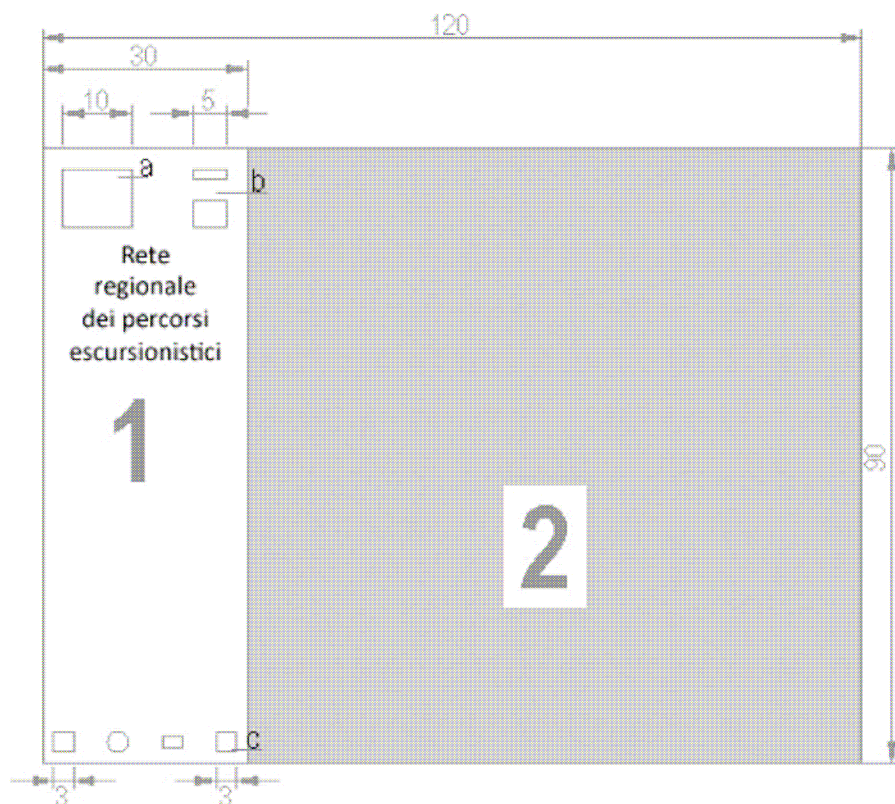 120
30
10 5
a
b
Rete
regionale
dei percorsi
escursionistici
1
2
90
c
3 3